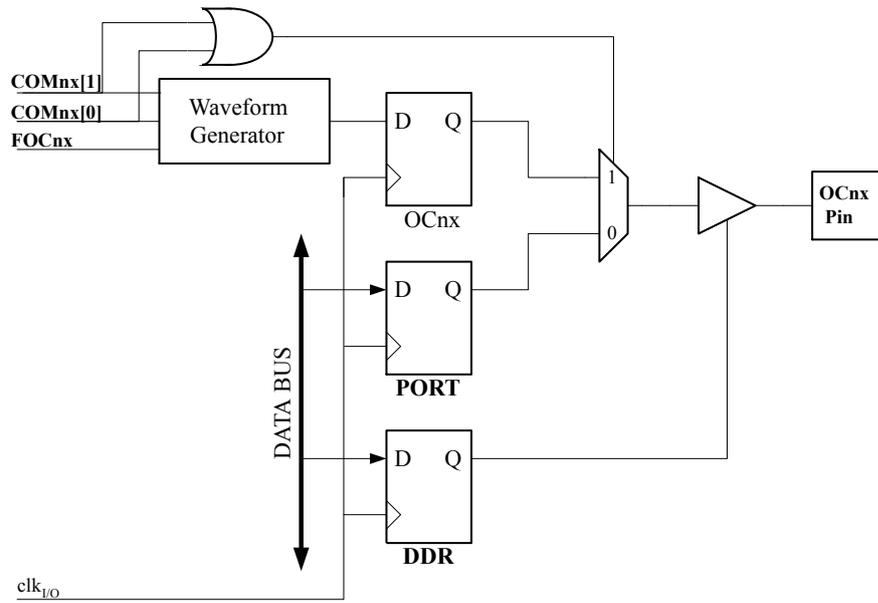 COMnx[1]
COMnx[0]
FOCnx
Waveform
Generator
D Q
OCnx
1
0
OCnx
Pin
D Q
PORT
DATA BUS
D Q
DDR
clkI/O